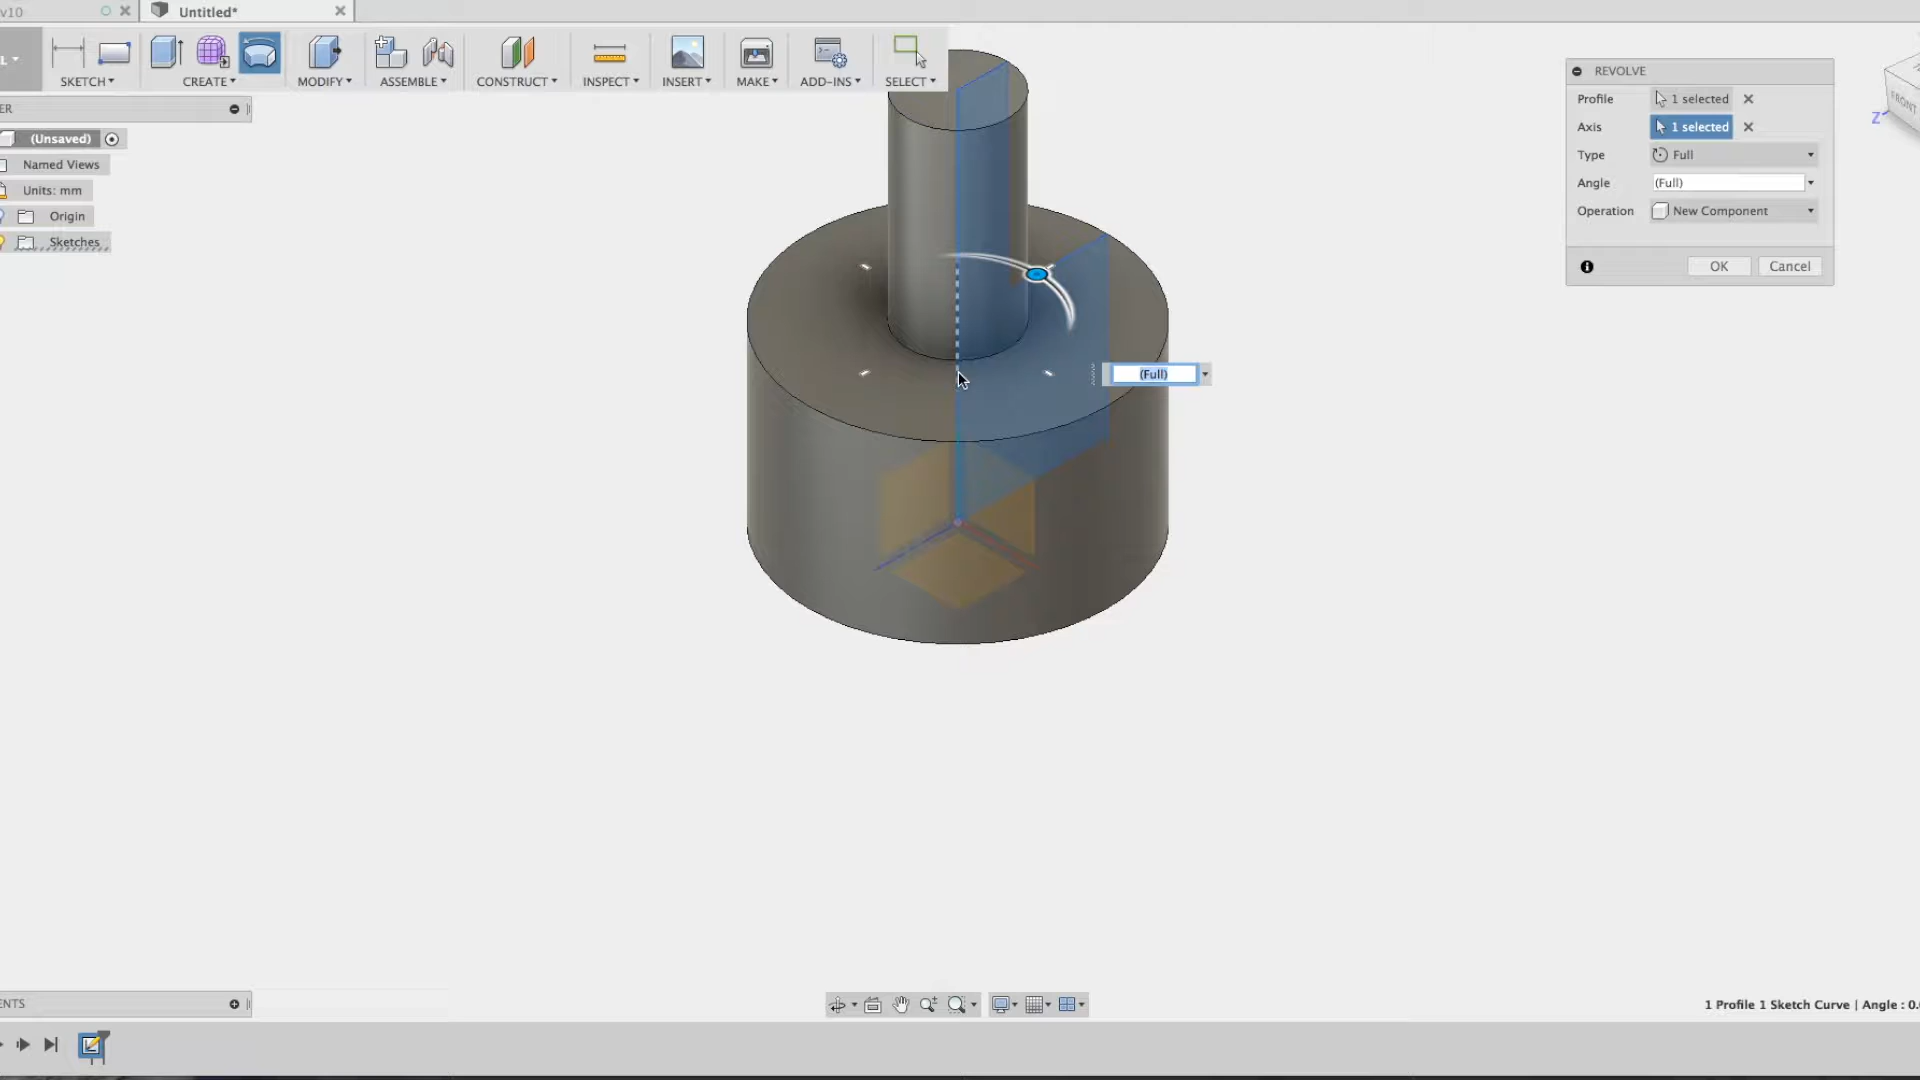 v10
Untitled*
L
SKETCH
CREATE
MODIFY
ASSEMBLE
CONSTRUCT
INSPECT
INSERT
MAKE
ADD-INS
SELECT
ER
(Unsaved)
Named Views
Units: mm
Origin
Sketches
REVOLVE
Profile 1 selected
Axis 1 selected
Type Full
Angle (Full)
Operation New Component
OK Cancel
FRONT
Z
(Full)
ENTS
1 Profile 1 Sketch Curve | Angle : 0.